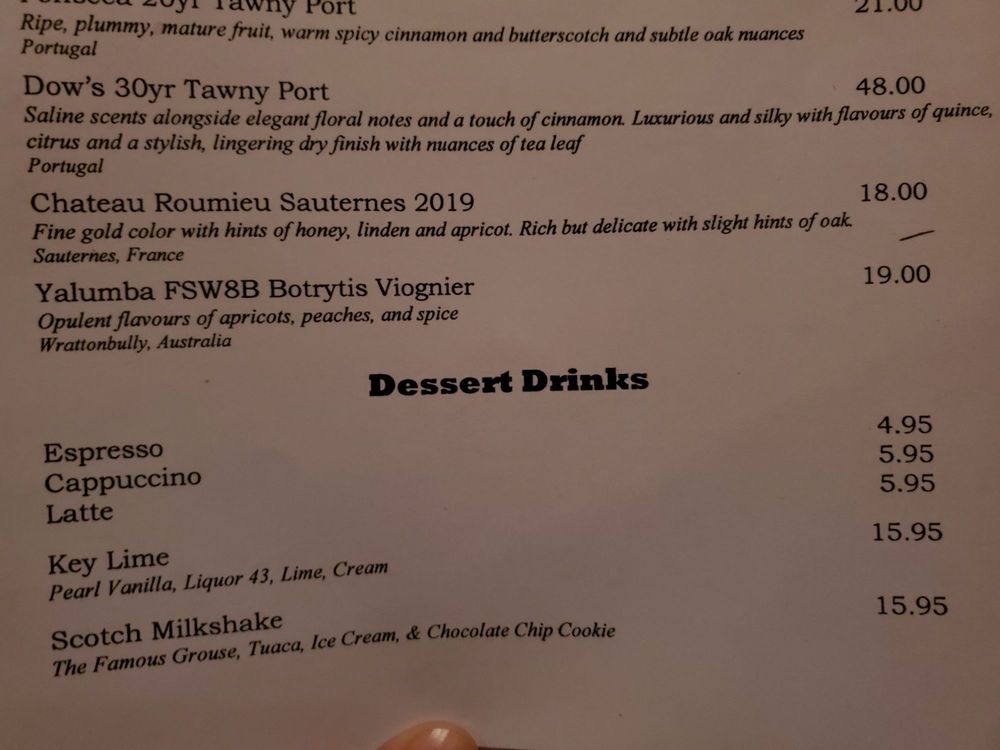 Fonseca 20yr Tawny Port 21.00
Ripe, plummy, mature fruit, warm spicy cinnamon and butterscotch and subtle oak nuances
Portugal
Dow's 30yr Tawny Port 48.00
Saline scents alongside elegant floral notes and a touch of cinnamon. Luxurious and silky with flavours of quince,
citrus and a stylish, lingering dry finish with nuances of tea leaf
Portugal
Chateau Roumieu Sauternes 2019 18.00
Fine gold color with hints of honey, linden and apricot. Rich but delicate with slight hints of oak.
Sauternes, France
Yalumba FSW8B Botrytis Viognier 19.00
Opulent flavours of apricots, peaches, and spice
Wrattonbully, Australia
Dessert Drinks
Espresso 4.95
Cappuccino 5.95
Latte 5.95
Key Lime 15.95
Pearl Vanilla, Liquor 43, Lime, Cream
Scotch Milkshake 15.95
The Famous Grouse, Tuaca, Ice Cream, & Chocolate Chip Cookie